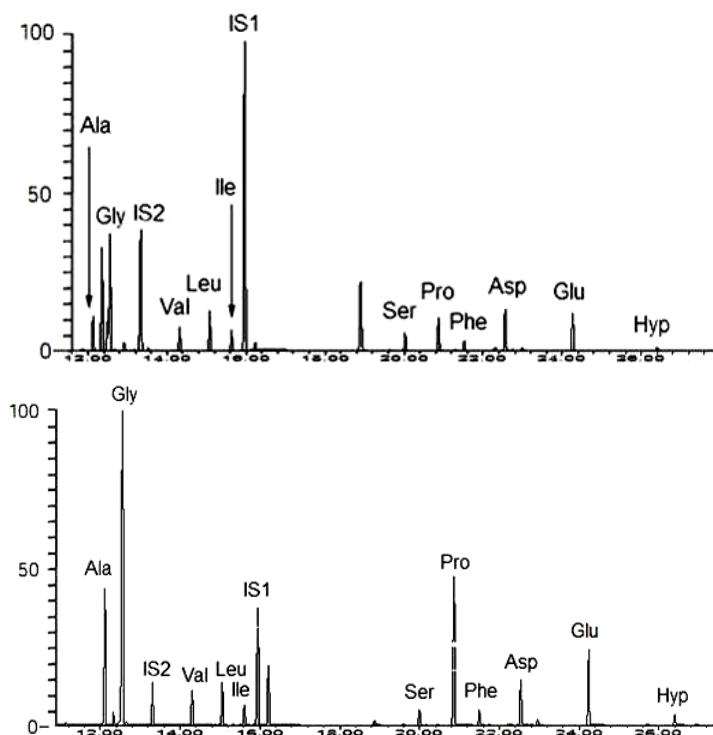 100
IS1
Ala
50
Ile
Gly IS2
Leu
Val
Asp
Pro
Glu
Ser
Phe
Hyp
0
12:00 14:00 16:00 18:00 20:00 22:00 24:00 26:00
Gly
100
50
Ala
Pro
IS1
Glu
IS2 Val Leu
Ile
Asp
Ser Phe
Hyp
0
12:00 14:00 16:00 18:00 20:00 22:00 24:00 26:00